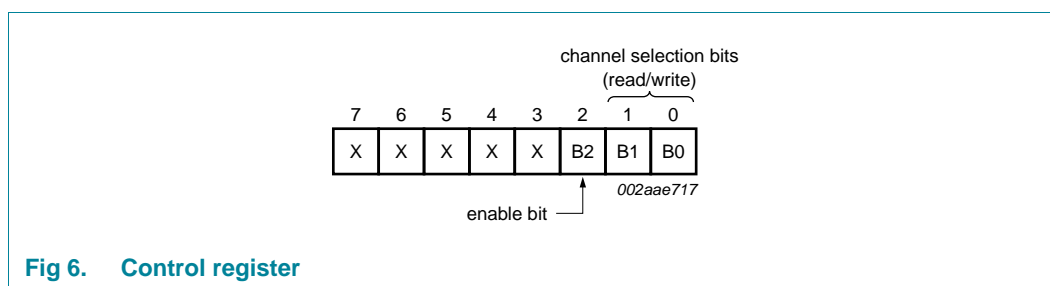 channel selection bits
(read/write)
7 6 5 4 3 2 1 0
X X X X X B2 B1 B0
002aae717
enable bit
Fig 6. Control register